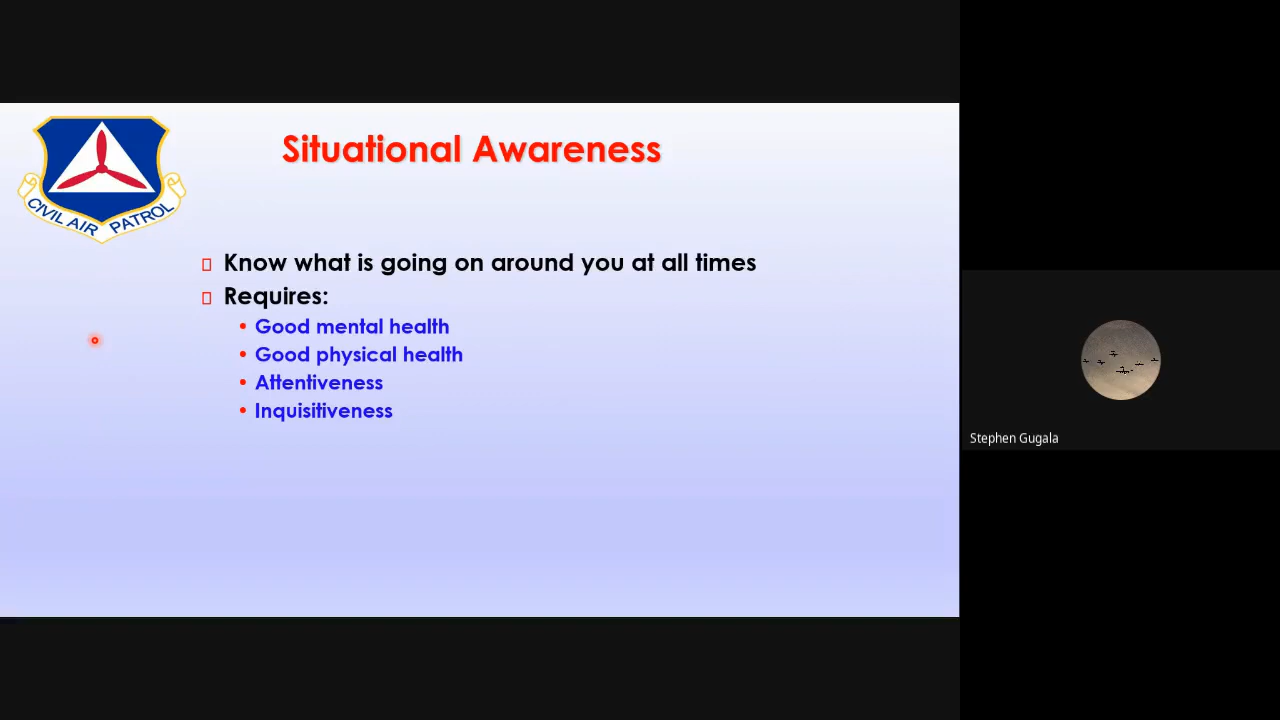 Situational Awareness
CIVIL AIR PATROL
Know what is going on around you at all times
Requires:
• Good mental health
• Good physical health
• Attentiveness
• Inquisitiveness
Stephen Gugala